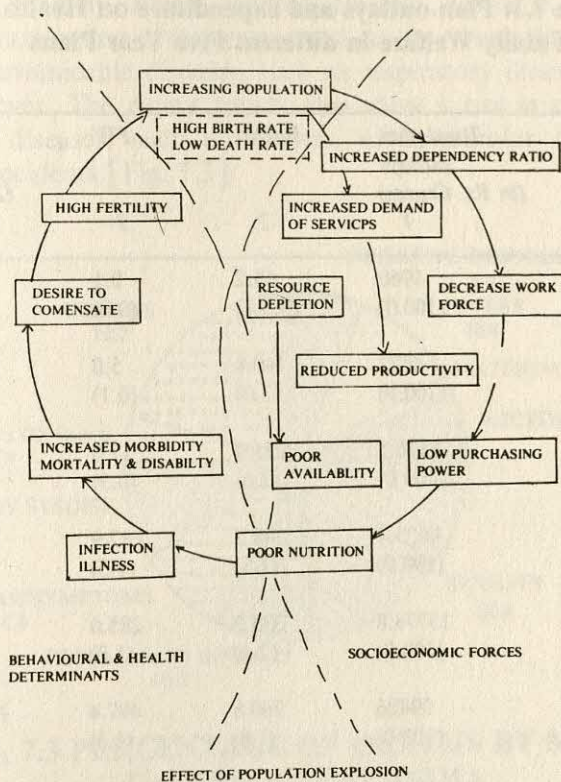 INCREASING POPULATION
HIGH BIRTH RATE
LOW DEATH RATE
INCREASED DEPENDENCY RATIO
HIGH FERTILITY
INCREASED DEMAND
OF SERVICPS
DESIRE TO
COMENSATE
RESOURCE
DEPLETION
DECREASE WORK
FORCE
REDUCED PRODUCTIVITY
INCREASED MORBIDITY
MORTALITY & DISABILTY
POOR
AVAILABLITY
LOW PURCHASING
POWER
INFECTION
ILLNESS
POOR NUTRITION
BEHAVIOURAL & HEALTH
DETERMINANTS
SOCIOECONOMIC FORCES
EFFECT OF POPULATION EXPLOSION